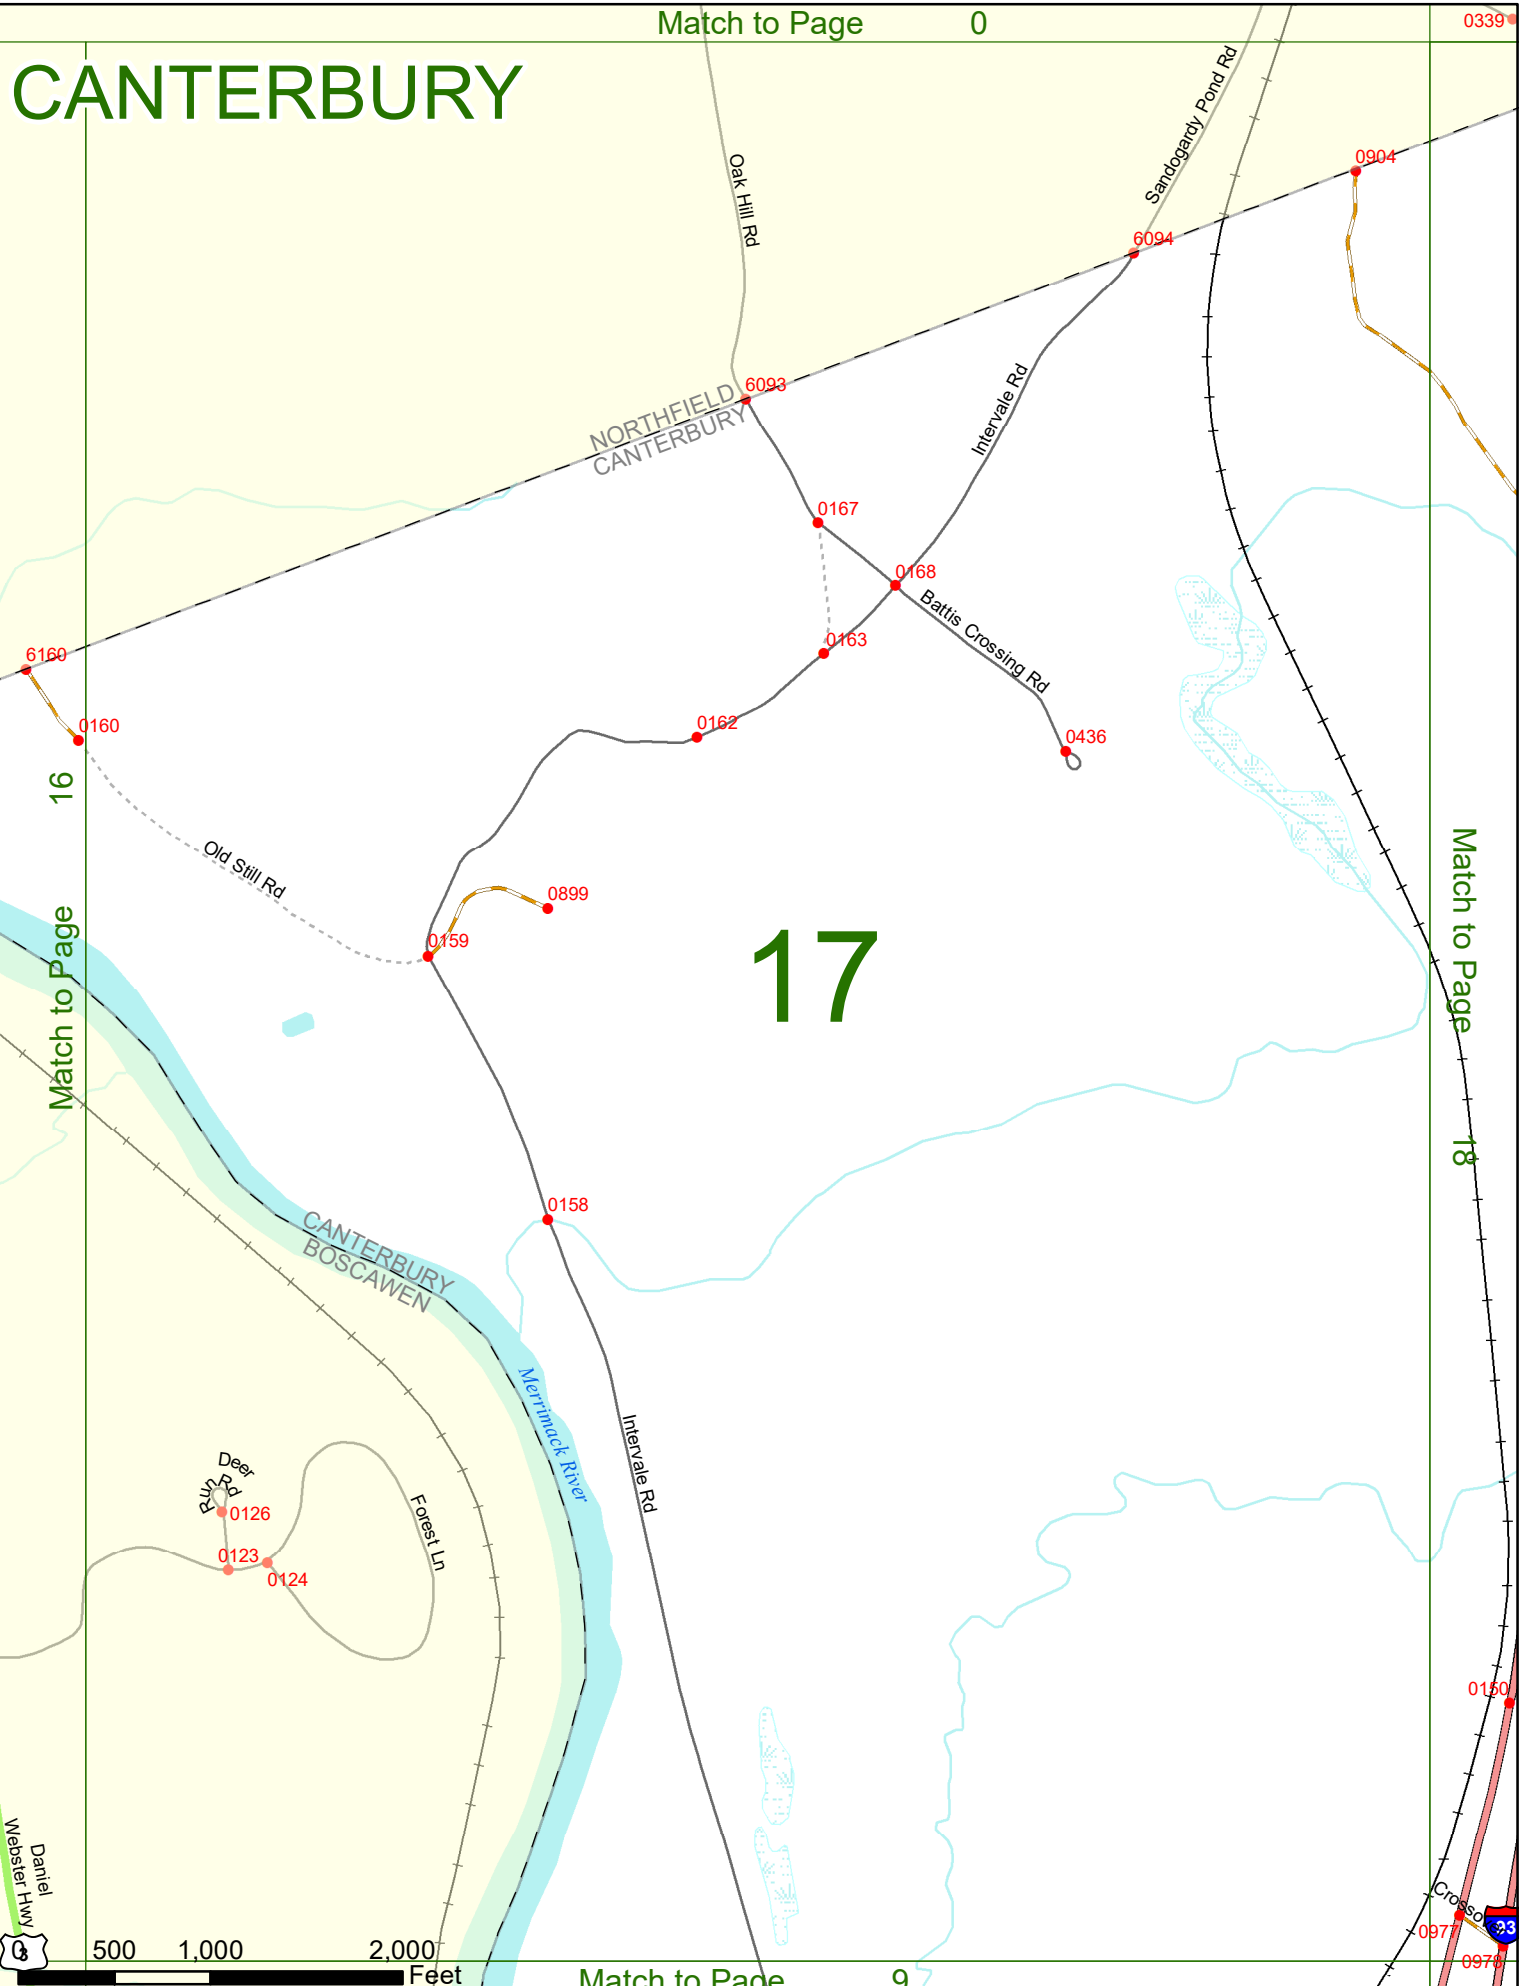 Match to Page 0
0339
CANTERBURY
Sandogardy Pond Rd
Oak Hill Rd
0904
6094
6093
NORTHFIELD
CANTERBURY
Intervale Rd
0167
0168
Battis Crossing Rd
0163
6160
0160
0162
0436
Match to Page 16
Old Still Rd
0899
0159
17
Match to Page 18
0158
CANTERBURY
BOSCAWEN
Merrimack River
Intervale Rd
Deer
Run Rd
0126
Forest Ln
0123
0124
0150
Daniel
Webster Hwy
3
0977
0978
93
0 500 1,000 2,000
Feet
Match to Page 9